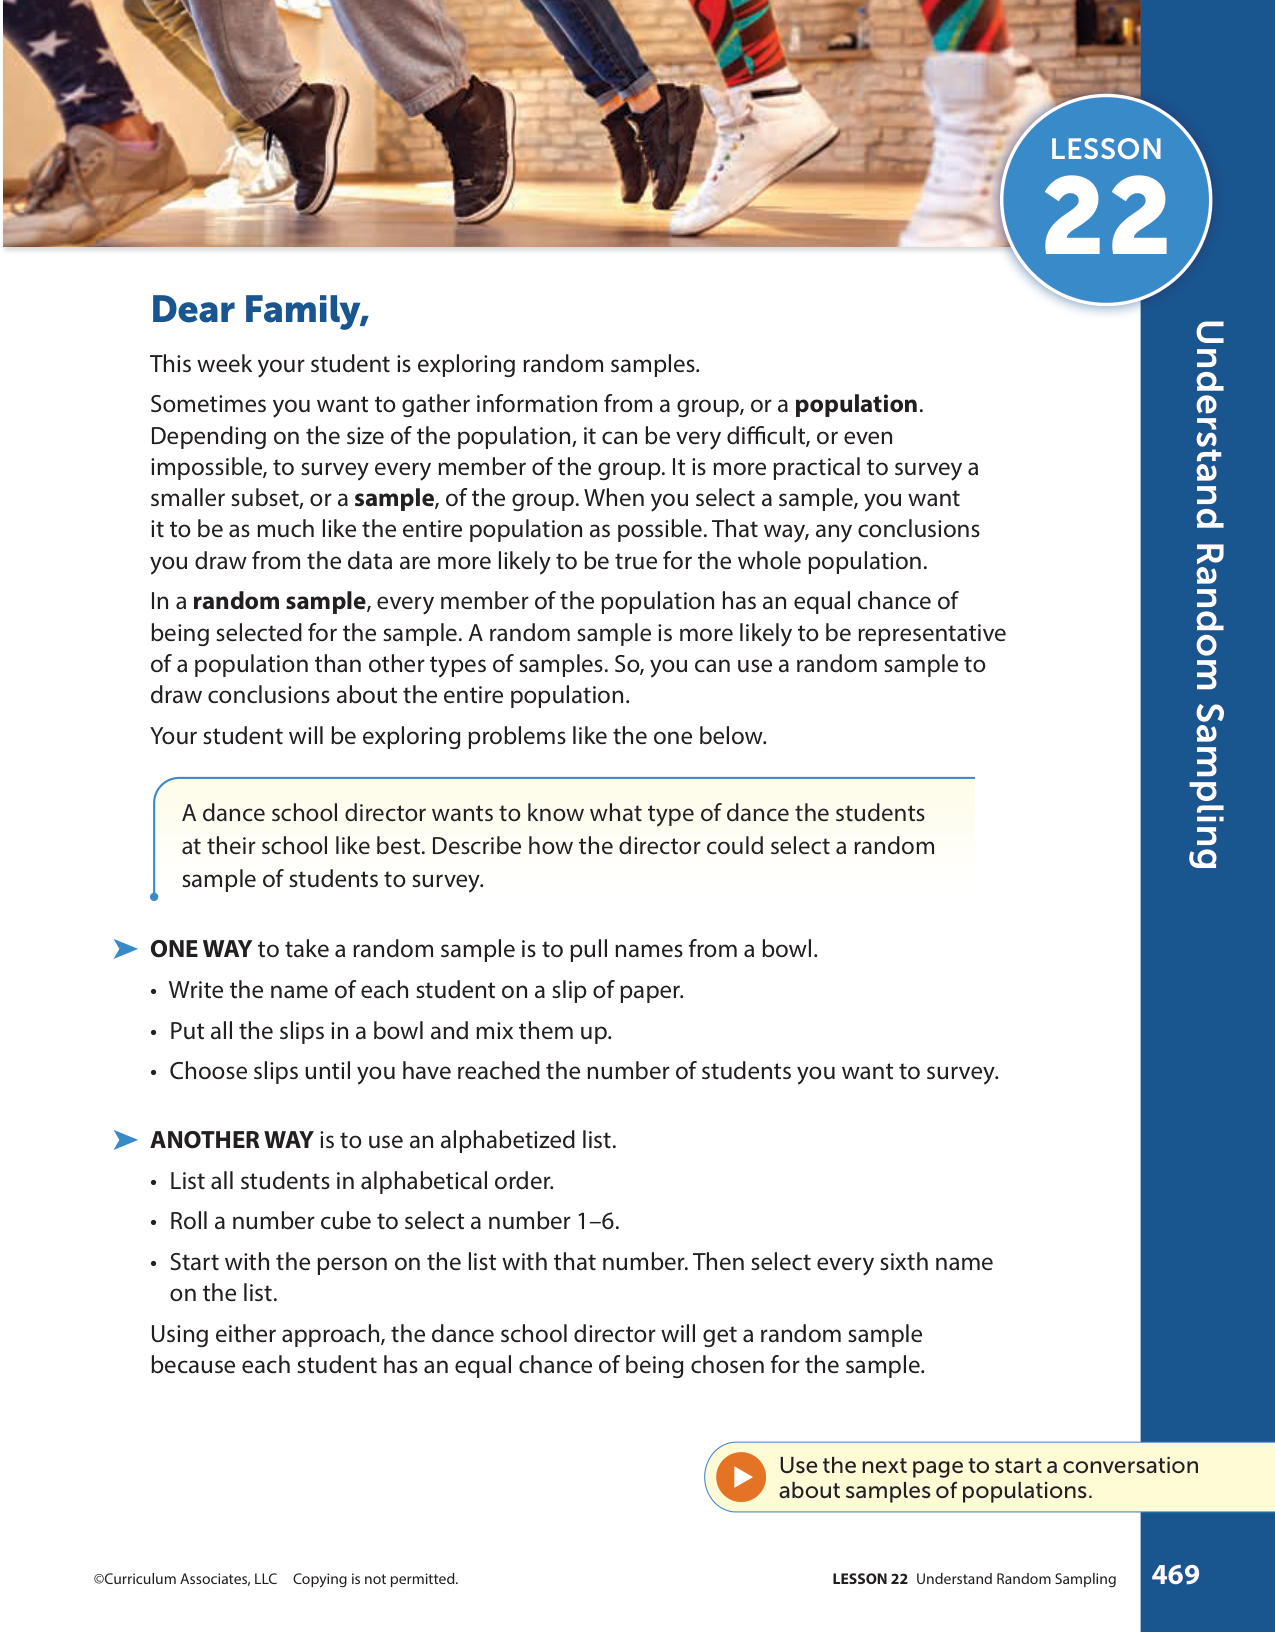 LESSON
22
Understand Random Sampling
Dear Family,
This week your student is exploring random samples.
Sometimes you want to gather information from a group, or a population.
Depending on the size of the population, it can be very difficult, or even
impossible, to survey every member of the group. It is more practical to survey a
smaller subset, or a sample, of the group. When you select a sample, you want
it to be as much like the entire population as possible. That way, any conclusions
you draw from the data are more likely to be true for the whole population.
In a random sample, every member of the population has an equal chance of
being selected for the sample. A random sample is more likely to be representative
of a population than other types of samples. So, you can use a random sample to
draw conclusions about the entire population.
Your student will be exploring problems like the one below.
A dance school director wants to know what type of dance the students
at their school like best. Describe how the director could select a random
sample of students to survey.
ONE WAY to take a random sample is to pull names from a bowl.
• Write the name of each student on a slip of paper.
• Put all the slips in a bowl and mix them up.
• Choose slips until you have reached the number of students you want to survey.
ANOTHER WAY is to use an alphabetized list.
• List all students in alphabetical order.
• Roll a number cube to select a number 1–6.
• Start with the person on the list with that number. Then select every sixth name
on the list.
Using either approach, the dance school director will get a random sample
because each student has an equal chance of being chosen for the sample.
Use the next page to start a conversation
about samples of populations.
©Curriculum Associates, LLC Copying is not permitted.
LESSON 22 Understand Random Sampling
469